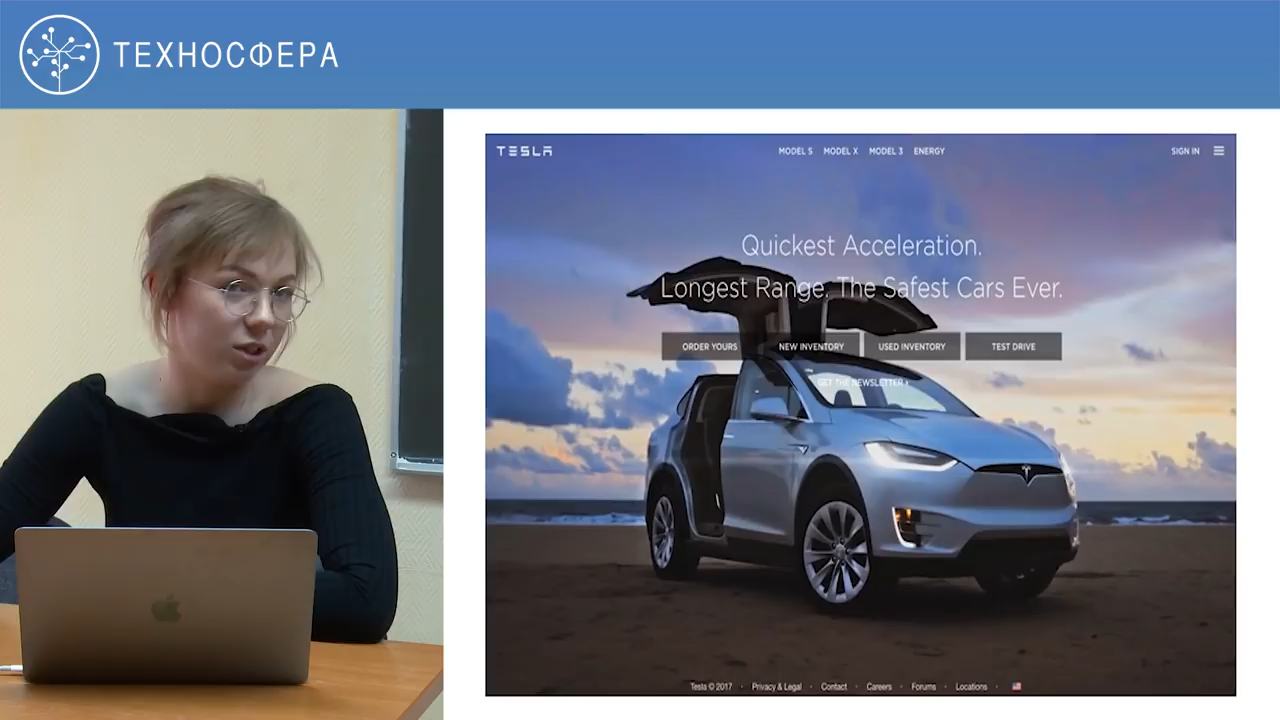 ТЕХНОСФЕРА
TESLA
MODEL S MODEL X MODEL 3 ENERGY
SIGN IN
Quickest Acceleration.
Longest Range. The Safest Cars Ever.
ORDER YOURS NEW INVENTORY USED INVENTORY TEST DRIVE
GET THE NEWSLETTER ›
Tesla © 2017 · Privacy & Legal · Contact · Careers · Forums · Locations ·